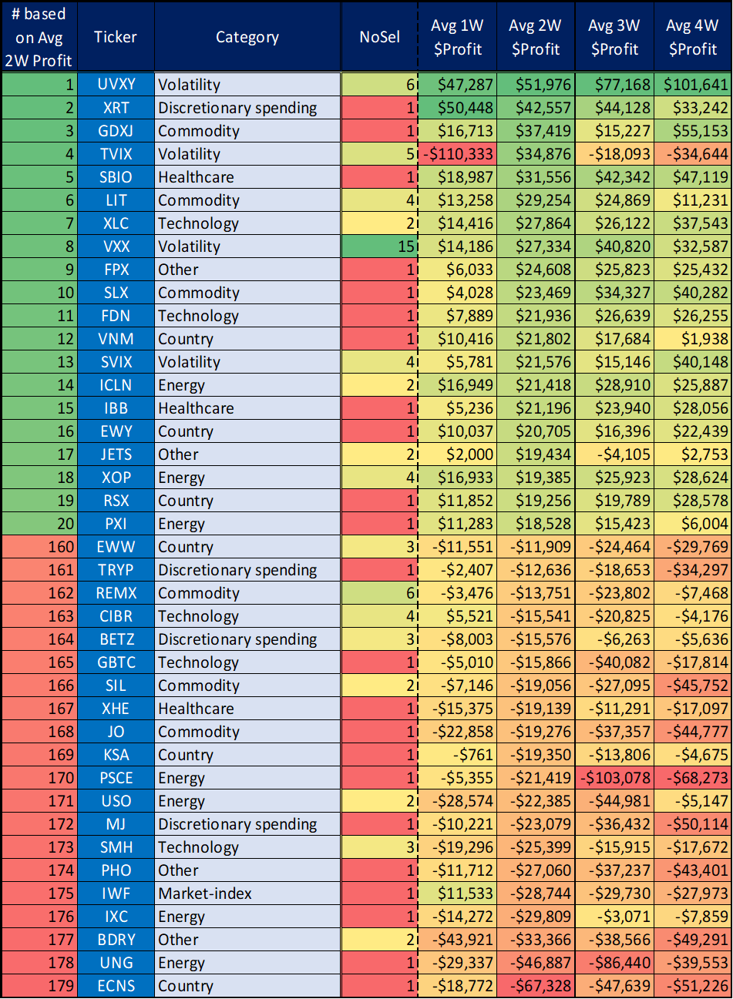 # based on Avg 2W Profit Ticker Category NoSel Avg 1W $Profit Avg 2W $Profit Avg 3W $Profit Avg 4W $Profit
1 UVXY Volatility 6 $47,287 $51,976 $77,168 $101,641
2 XRT Discretionary spending 1 $50,448 $42,557 $44,128 $33,242
3 GDXJ Commodity 1 $16,713 $37,419 $15,227 $55,153
4 TVIX Volatility 5 -$110,333 $34,876 -$18,093 -$34,644
5 SBIO Healthcare 1 $18,987 $31,556 $42,342 $47,119
6 LIT Commodity 4 $13,258 $29,254 $24,869 $11,231
7 XLC Technology 2 $14,416 $27,864 $26,122 $37,543
8 VXX Volatility 15 $14,186 $27,334 $40,820 $32,587
9 FPX Other 1 $6,033 $24,608 $25,823 $25,432
10 SLX Commodity 1 $4,028 $23,469 $34,327 $40,282
11 FDN Technology 1 $7,889 $21,936 $26,639 $26,255
12 VNM Country 1 $10,416 $21,802 $17,684 $1,938
13 SVIX Volatility 4 $5,781 $21,576 $15,146 $40,148
14 ICLN Energy 2 $16,949 $21,418 $28,910 $25,887
15 IBB Healthcare 1 $5,236 $21,196 $23,940 $28,056
16 EWY Country 1 $10,037 $20,705 $16,396 $22,439
17 JETS Other 2 $2,000 $19,434 -$4,105 $2,753
18 XOP Energy 4 $16,933 $19,385 $25,923 $28,624
19 RSX Country 1 $11,852 $19,256 $19,789 $28,578
20 PXI Energy 1 $11,283 $18,528 $15,423 $6,004
160 EWW Country 3 -$11,551 -$11,909 -$24,464 -$29,769
161 TRYP Discretionary spending 1 -$2,407 -$12,636 -$18,653 -$34,297
162 REMX Commodity 6 -$3,476 -$13,751 -$23,802 -$7,468
163 CIBR Technology 4 $5,521 -$15,541 -$20,825 -$4,176
164 BETZ Discretionary spending 3 -$8,003 -$15,576 -$6,263 -$5,636
165 GBTC Technology 1 -$5,010 -$15,866 -$40,082 -$17,814
166 SIL Commodity 2 -$7,146 -$19,056 -$27,095 -$45,752
167 XHE Healthcare 1 -$15,375 -$19,139 -$11,291 -$17,097
168 JO Commodity 1 -$22,858 -$19,276 -$37,357 -$44,777
169 KSA Country 1 -$761 -$19,350 -$13,806 -$4,675
170 PSCE Energy 1 -$5,355 -$21,419 -$103,078 -$68,273
171 USO Energy 2 -$28,574 -$22,385 -$44,981 -$5,147
172 MJ Discretionary spending 1 -$10,221 -$23,079 -$36,432 -$50,114
173 SMH Technology 3 -$19,296 -$25,399 -$15,915 -$17,672
174 PHO Other 1 -$11,712 -$27,060 -$37,237 -$43,401
175 IWF Market-index 1 $11,533 -$28,744 -$29,730 -$27,973
176 IXC Energy 1 -$14,272 -$29,809 -$3,071 -$7,859
177 BDRY Other 2 -$43,921 -$33,366 -$38,566 -$49,291
178 UNG Energy 1 -$29,337 -$46,887 -$86,440 -$39,553
179 ECNS Country 1 -$18,772 -$67,328 -$47,639 -$51,226